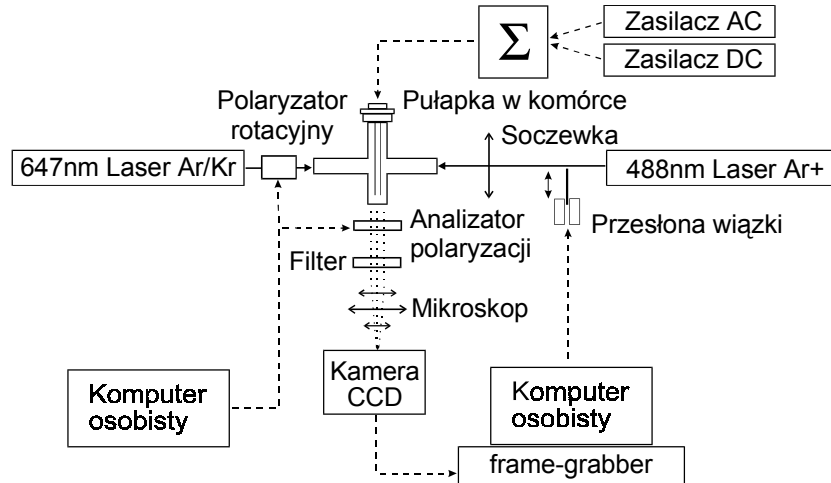 Σ
Zasilacz AC
Zasilacz DC
Polaryzator
rotacyjny
Pułapka w komórce
Soczewka
647nm Laser Ar/Kr
488nm Laser Ar+
Analizator
polaryzacji
Przesłona wiązki
Filter
Mikroskop
Kamera
CCD
Komputer
osobisty
Komputer
osobisty
frame-grabber